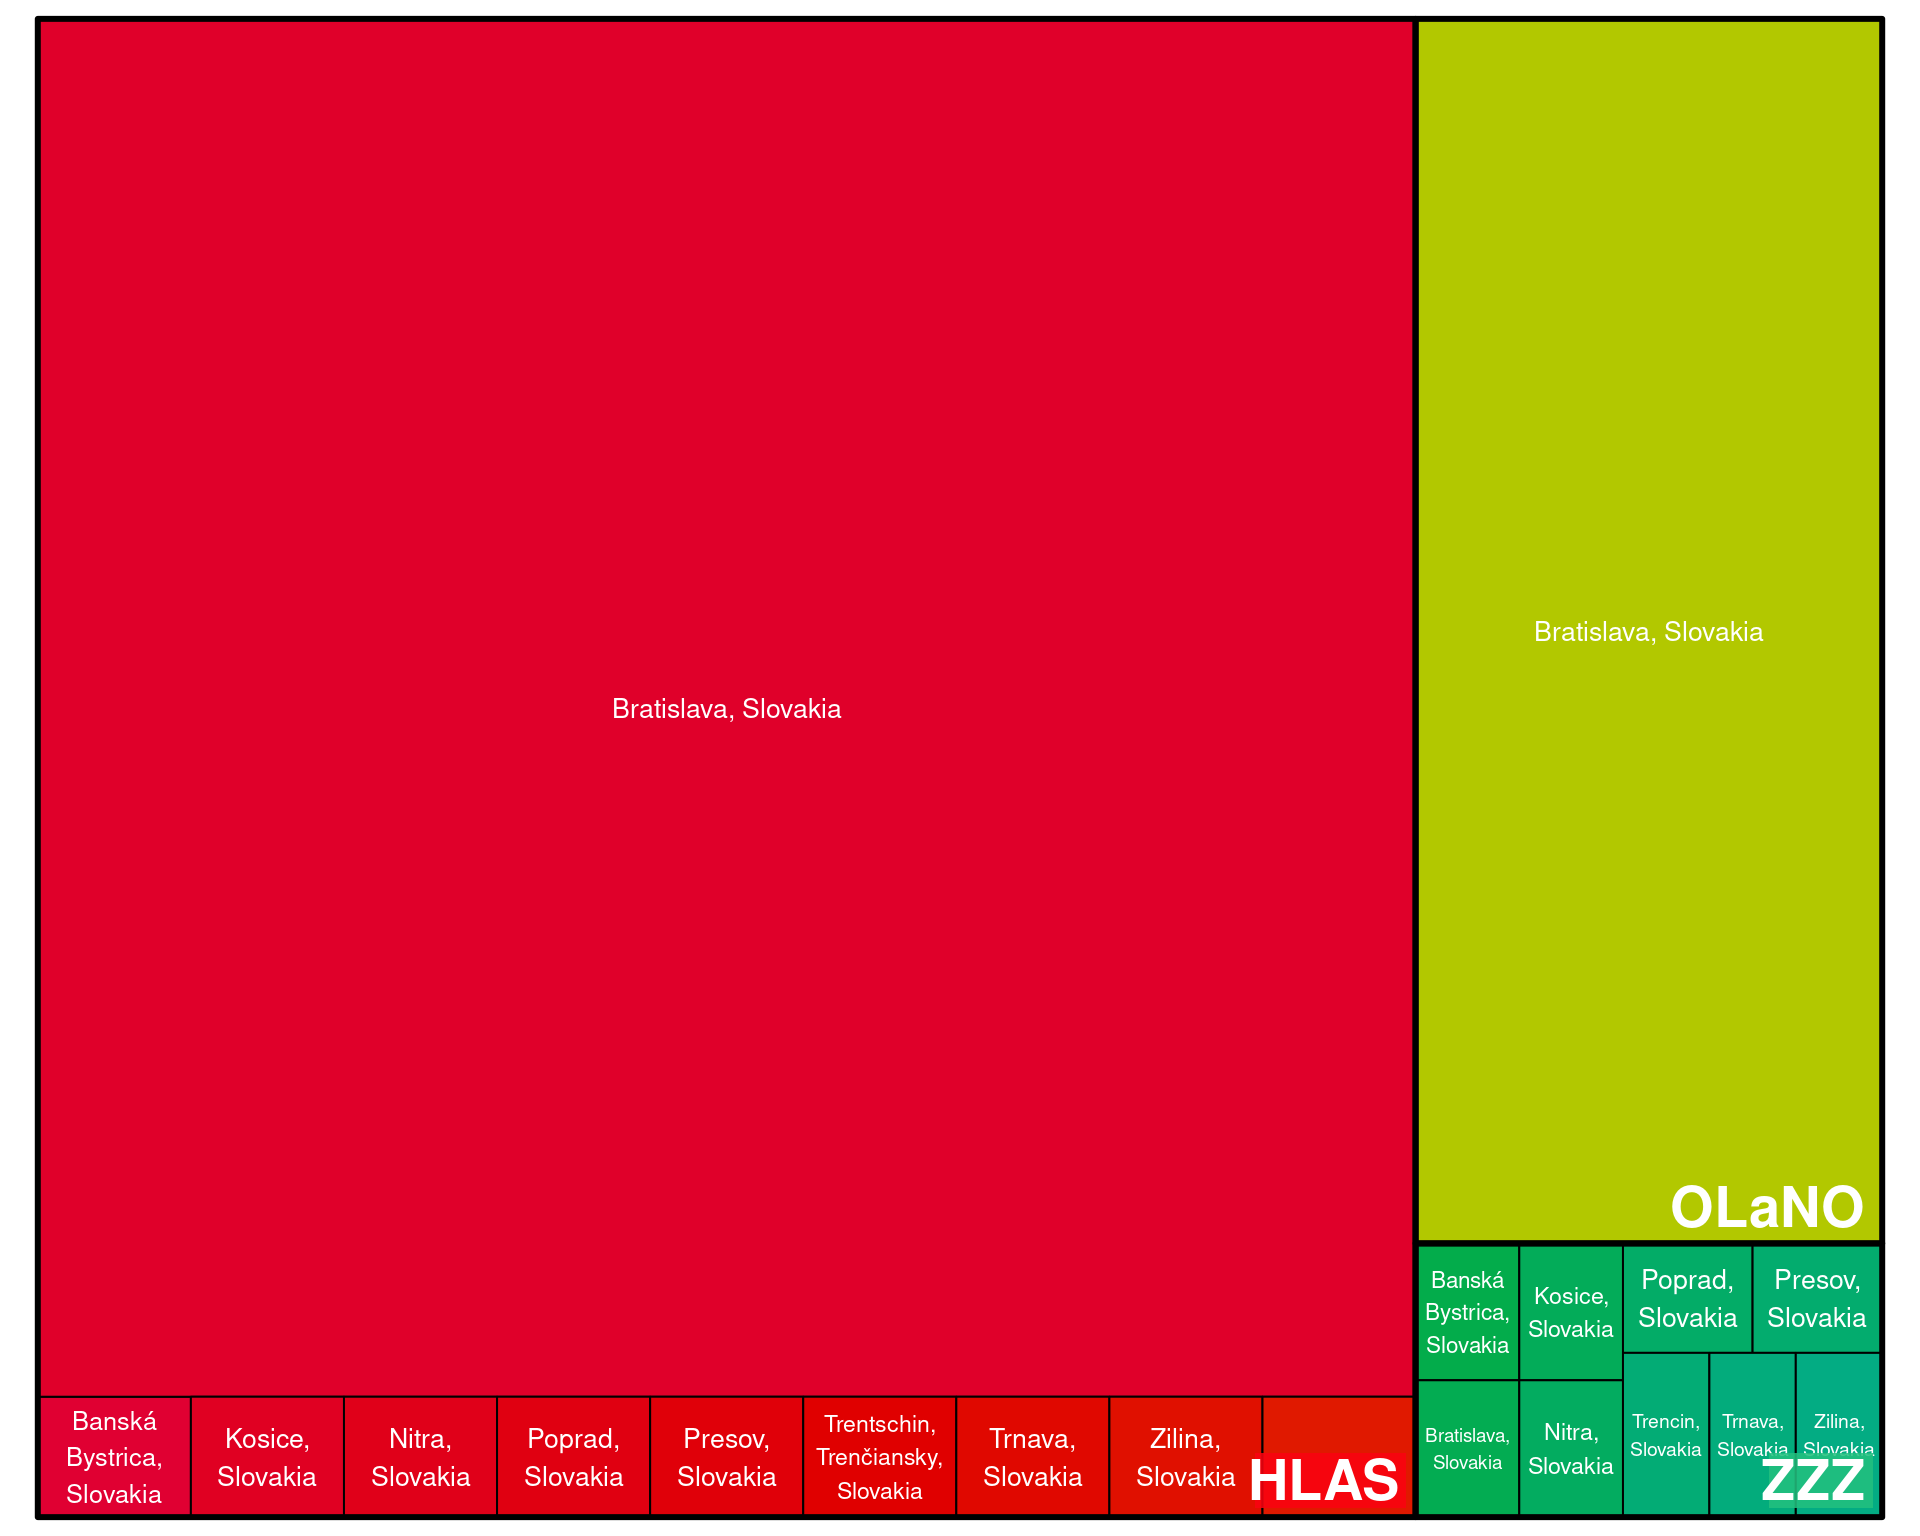 Bratislava, Slovakia
Banská
Bystrica,
Slovakia
Kosice,
Slovakia
Nitra,
Slovakia
Poprad,
Slovakia
Presov,
Slovakia
Trentschin,
Trenčiansky,
Slovakia
Trnava,
Slovakia
Zilina,
Slovakia
HLAS
Bratislava, Slovakia
OLaNO
Banská
Bystrica,
Slovakia
Kosice,
Slovakia
Poprad,
Slovakia
Presov,
Slovakia
Bratislava,
Slovakia
Nitra,
Slovakia
Trencin,
Slovakia
Trnava,
Slovakia
Zilina,
Slovakia
ZZZ